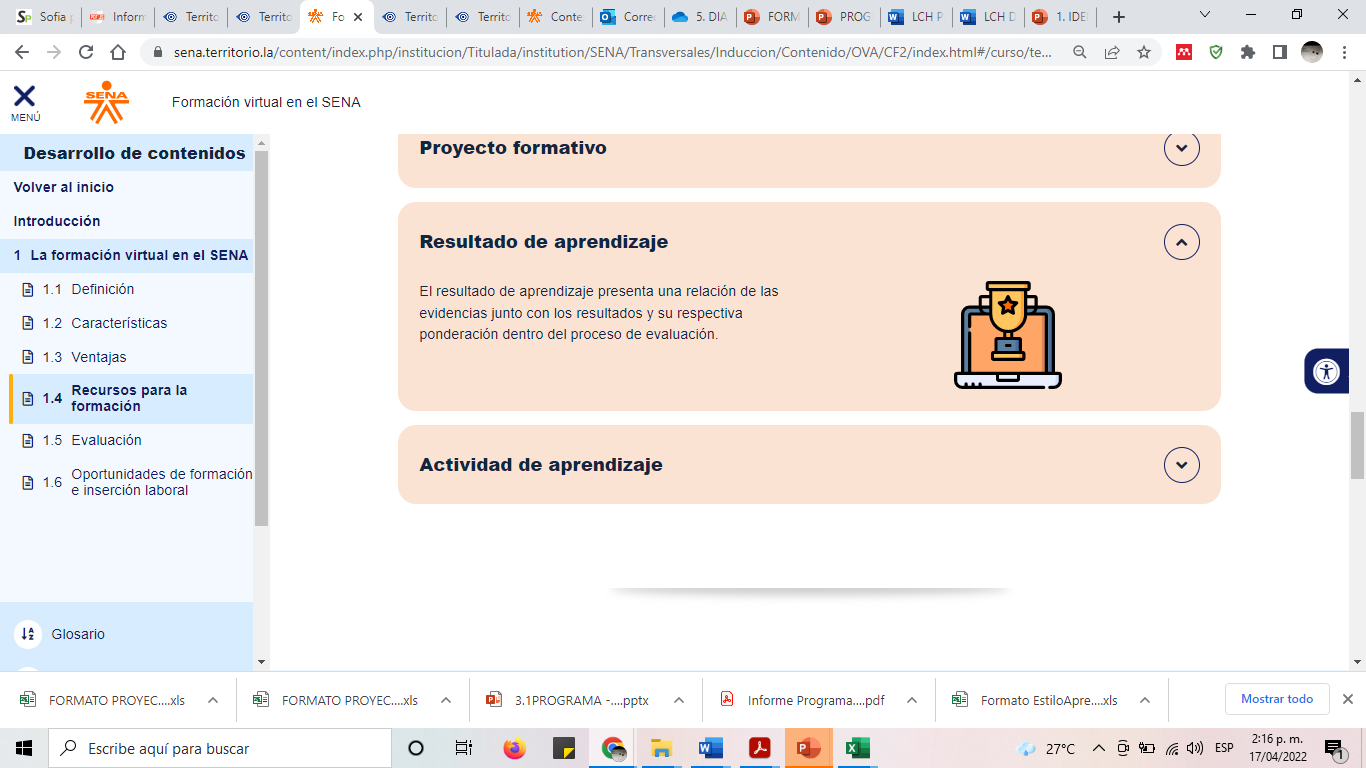 Sofia
Inform
Territo
Territo
Fo
Territo
Territo
Conte
Corre
5. DIA
FORM
PROG
LCH P
LCH D
1. IDE
sena.territorio.la/content/index.php/institucion/Titulada/institution/SENA/Transversales/Induccion/Contenido/OVA/CF2/index.html#/curso/te...
MENÚ
SENA
Formación virtual en el SENA
Desarrollo de contenidos
Volver al inicio
Introducción
1 La formación virtual en el SENA
1.1 Definición
1.2 Características
1.3 Ventajas
1.4 Recursos para la
formación
1.5 Evaluación
1.6 Oportunidades de formación
e inserción laboral
Glosario
Proyecto formativo
Resultado de aprendizaje
El resultado de aprendizaje presenta una relación de las
evidencias junto con los resultados y su respectiva
ponderación dentro del proceso de evaluación.
Actividad de aprendizaje
FORMATO PROYEC....xls
FORMATO PROYEC....xls
3.1PROGRAMA -....pptx
Informe Programa....pdf
Formato EstiloApre....xls
Mostrar todo
Escribe aquí para buscar
27°C
ESP
2:16 p. m.
17/04/2022
1